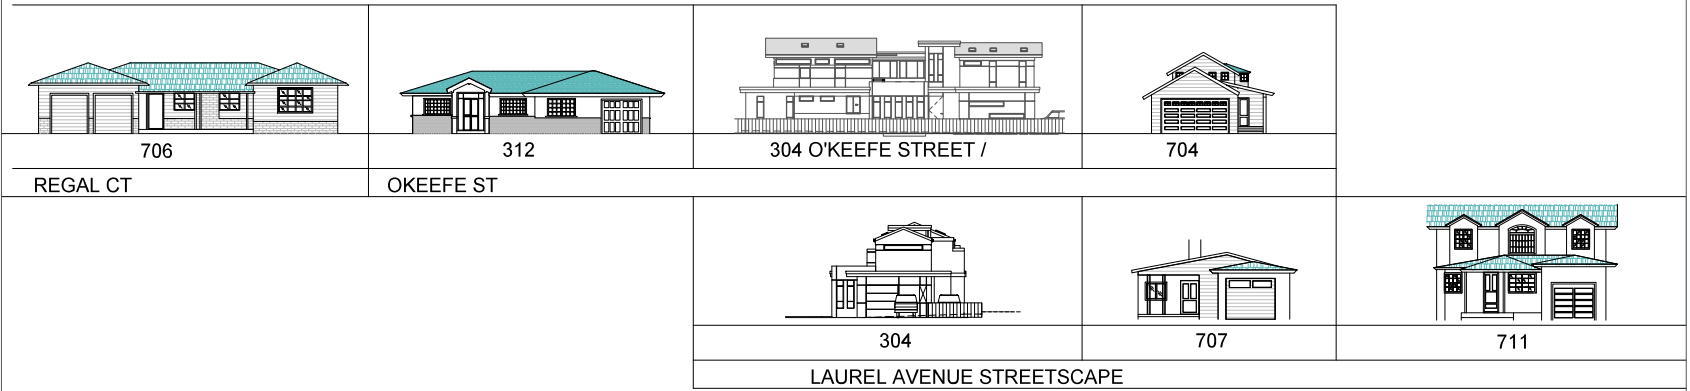 706
312
304 O'KEEFE STREET /
704
REGAL CT
OKEEFE ST
304
707
711
LAUREL AVENUE STREETSCAPE